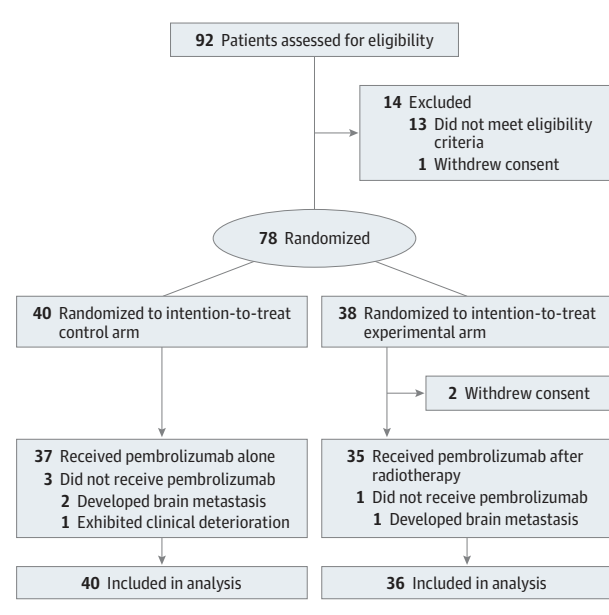 92 Patients assessed for eligibility
14 Excluded
13 Did not meet eligibility
criteria
1 Withdrew consent
78 Randomized
40 Randomized to intention-to-treat
control arm
38 Randomized to intention-to-treat
experimental arm
2 Withdrew consent
37 Received pembrolizumab alone
3 Did not receive pembrolizumab
2 Developed brain metastasis
1 Exhibited clinical deterioration
35 Received pembrolizumab after
radiotherapy
1 Did not receive pembrolizumab
1 Developed brain metastasis
40 Included in analysis
36 Included in analysis